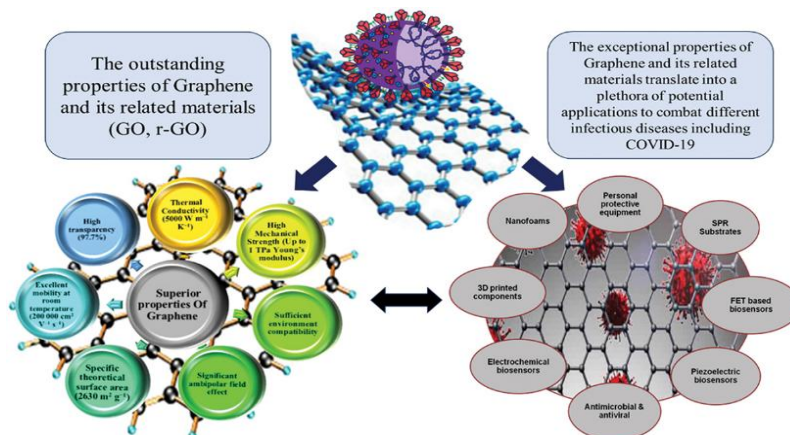 The outstanding
properties of Graphene
and its related materials
(GO, r-GO)
The exceptional properties of
Graphene and its related
materials translate into a
plethora of potential
applications to combat different
infectious diseases including
COVID-19
Thermal
Conductivity
(5000 W m⁻¹
K⁻¹)
High
transparency
(97.7%)
High
Mechanical
Strength (Up to
1 TPa Young's
modulus)
Excellent
mobility at
room
temperature
(200 000 cm²
V⁻¹ s⁻¹)
Superior
properties Of
Graphene
Sufficient
environment
compatibility
Specific
theoretical
surface area
(2630 m² g⁻¹)
Significant
ambipolar field
effect
Personal
protective
equipment
Nanofoams
SPR
Substrates
3D printed
components
FET based
biosensors
Electrochemical
biosensors
Piezoelectric
biosensors
Antimicrobial &
antiviral